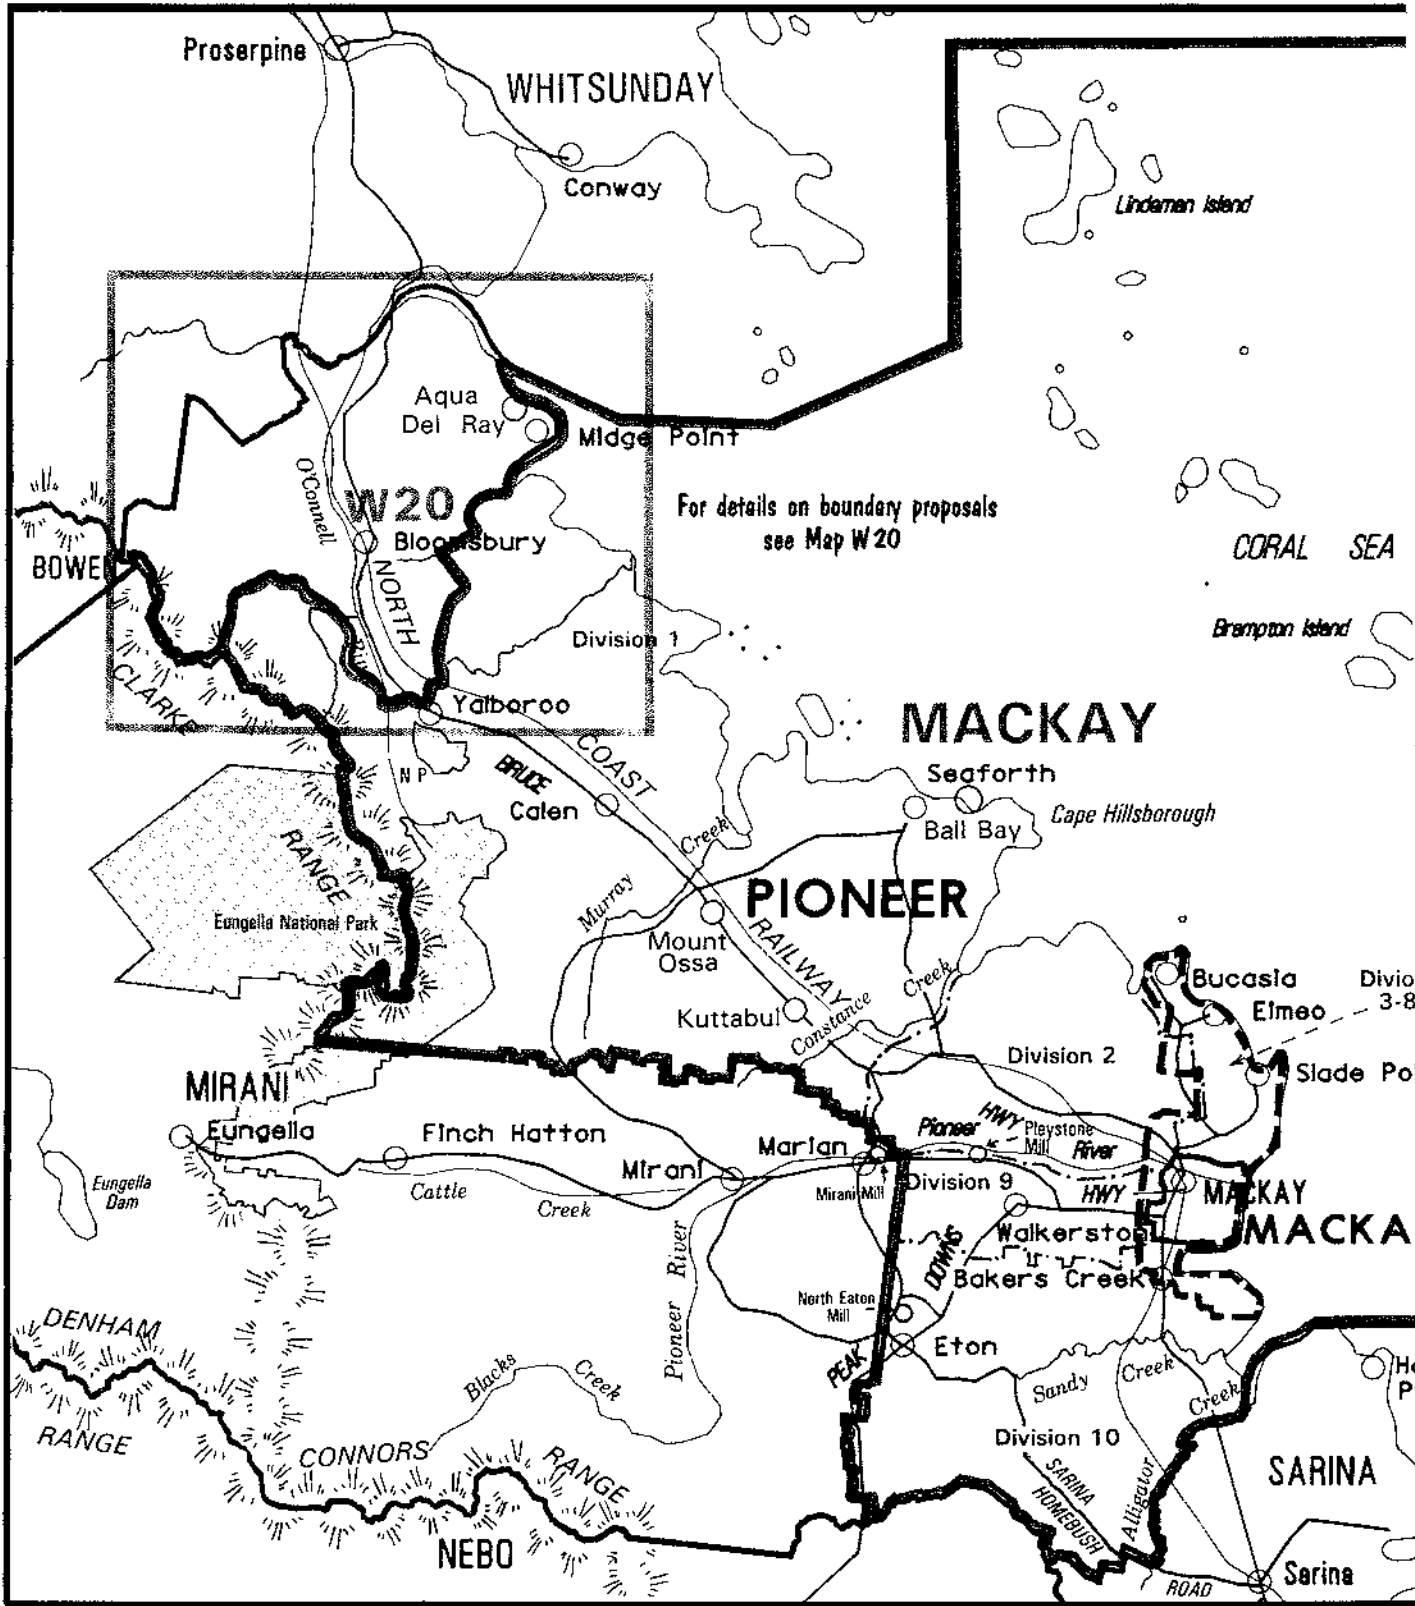 Proserpine
WHITSUNDAY
Conway
Lindeman Island
Aqua
Del Ray
Midge Point
O'Connell
W20
Bloomsbury
For details on boundary proposals
see Map W20
CORAL SEA
BOWEN
NORTH
Division 1
Brampton Island
River
CLARKE
Yalboroo
MACKAY
COAST
N P
BRUCE
Seaforth
Calen
Creek
Ball Bay
Cape Hillsborough
RANGE
Murray
PIONEER
Eungella National Park
Mount
Ossa
RAILWAY
Creek
Bucasia
Eimeo
3-8
Kuttabul
Constance
Division 2
MIRANI
Slade
Eungella
Finch Hatton
Marian
Pioneer
HWY
Pleystone
Mill
River
Mirani
Eungella
Dam
Cattle
Creek
Mirani Mill
Division 9
HWY
MACKAY
Walkerston
MACKA
DOWNS
Bakers Creek
Pioneer River
North Eaton
Mill
DENHAM
Eton
PEAK
Blacks
Creek
Sandy
Creek
Creek
RANGE
CONNORS
RANGE
Division 10
SARINA
SARINA
HOMEBUSH
Alligator
NEBO
ROAD
Sarina